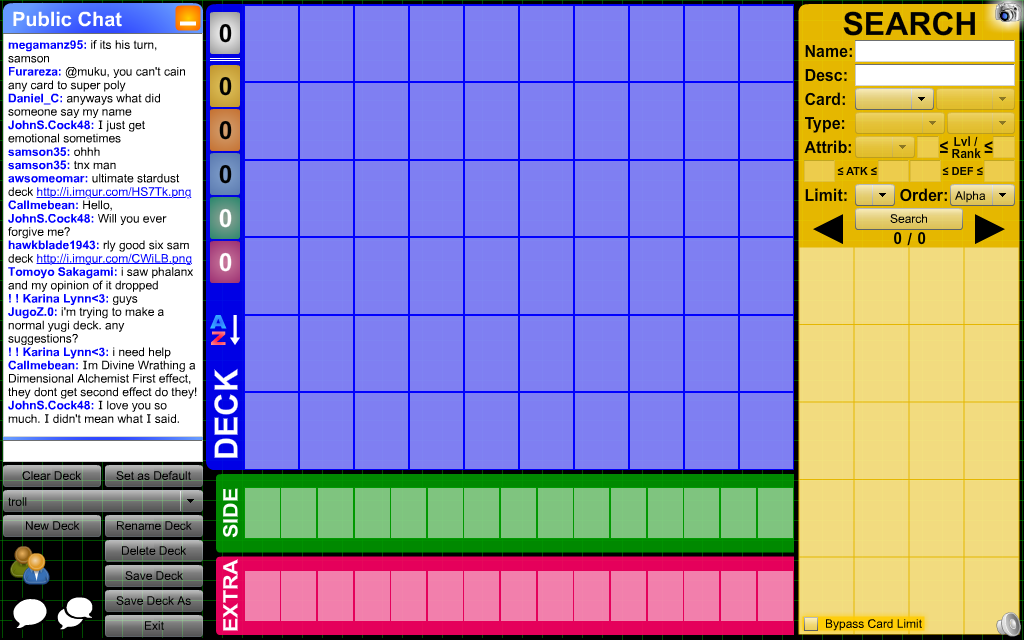 Public Chat
megamanz95: if its his turn,
samson
Furareza: @muku, you can't cain
any card to super poly
Daniel_C: anyways what did
someone say my name
JohnS.Cock48: I just get
emotional sometimes
samson35: ohhh
samson35: tnx man
awsomeomar: ultimate stardust
deck http://i.imgur.com/HS7Tk.png
Callmebean: Hello,
JohnS.Cock48: Will you ever
forgive me?
hawkblade1943: rly good six sam
deck http://i.imgur.com/CWiLB.png
Tomoyo Sakagami: i saw phalanx
and my opinion of it dropped
! ! Karina Lynn<3: guys
JugoZ.0: i'm trying to make a
normal yugi deck. any
suggestions?
! ! Karina Lynn<3: i need help
Callmebean: Im Divine Wrathing a
Dimensional Alchemist First effect,
they dont get second effect do they!
JohnS.Cock48: I love you so
much. I didn't mean what I said.
Clear Deck
Set as Default
troll
New Deck
Rename Deck
Delete Deck
Save Deck
Save Deck As
Exit
0
0
0
0
0
0
A
Z
DECK
SIDE
EXTRA
SEARCH
Name:
Desc:
Card:
Type:
Attrib:
≤ Lvl / Rank ≤
≤ ATK ≤
≤ DEF ≤
Limit:
Order: Alpha
Search
0 / 0
Bypass Card Limit